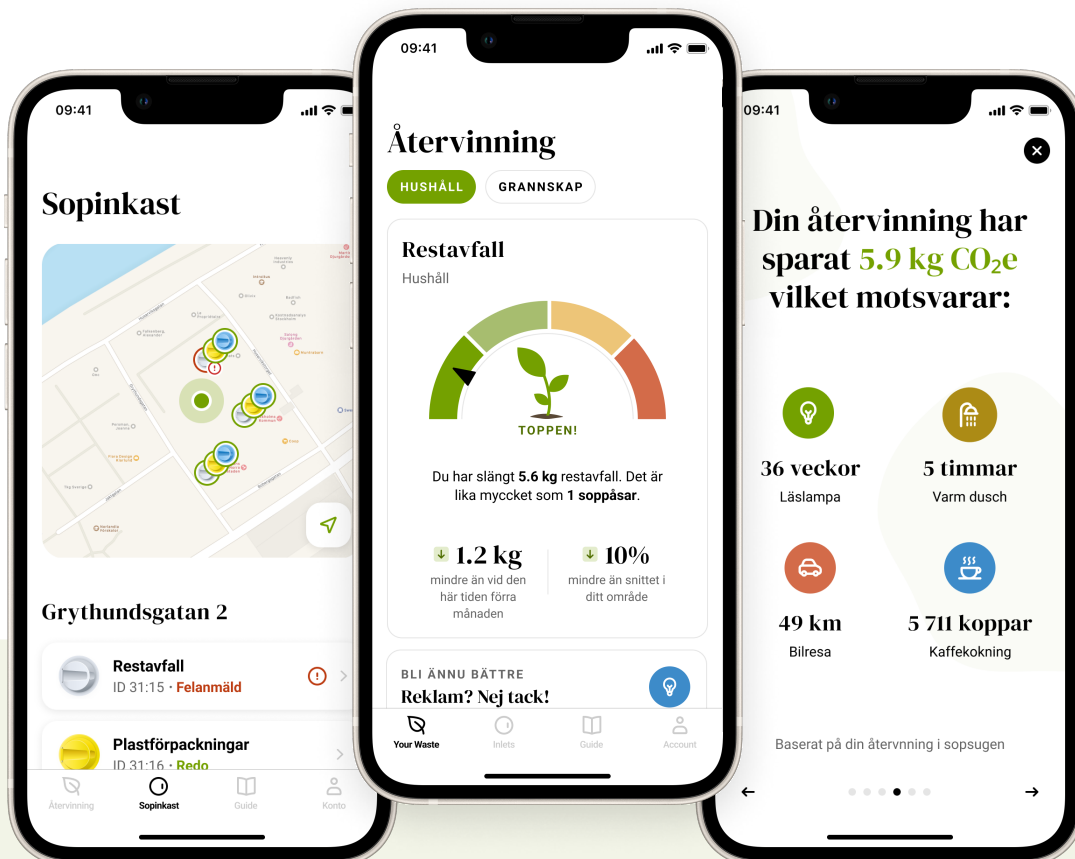 09:41
Sopinkast
Grythundsgatan 2
Restavfall
ID 31:15 · Felanmäld
Plastförpackningar
ID 31:16 · Redo
Återvinning
Sopinkast
Guide
Konto
09:41
Återvinning
HUSHÅLL
GRANNSKAP
Restavfall
Hushåll
TOPPEN!
Du har slängt 5.6 kg restavfall. Det är
lika myccket som 1 soppåsar.
1.2 kg
mindre än vid den
här tiden förra
månaden
10%
mindre än snittet i
ditt område
BLI ÄNNU BÄTTRE
Reklam? Nej tack!
Your Waste
Inlets
Guide
Account
09:41
Din återvinning har
sparat 5.9 kg CO₂e
vilket motsvarar:
36 veckor
Läslampa
5 timmar
Varm dusch
49 km
Bilresa
5 711 koppar
Kaffekokning
Baserat på din återvnning i sopsugen